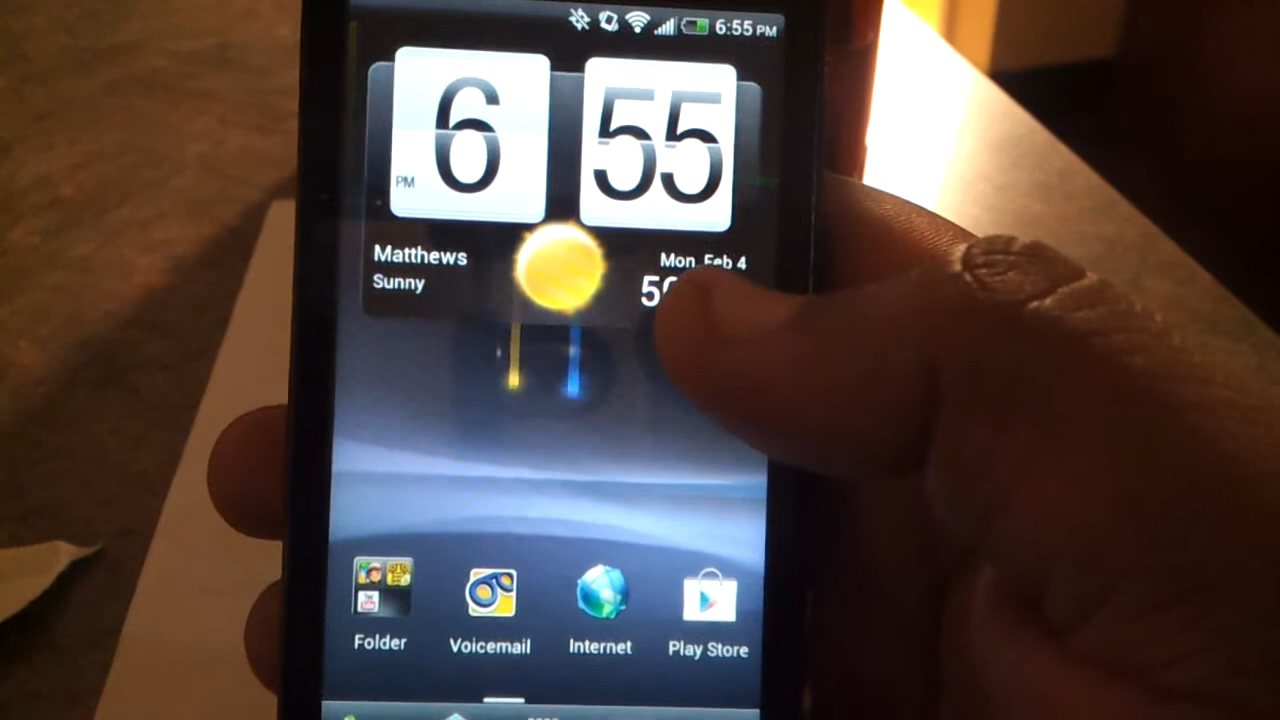 6:55 PM
6 55
PM
Matthews
Sunny
Mon, Feb 4
Folder
Voicemail
Internet
Play Store